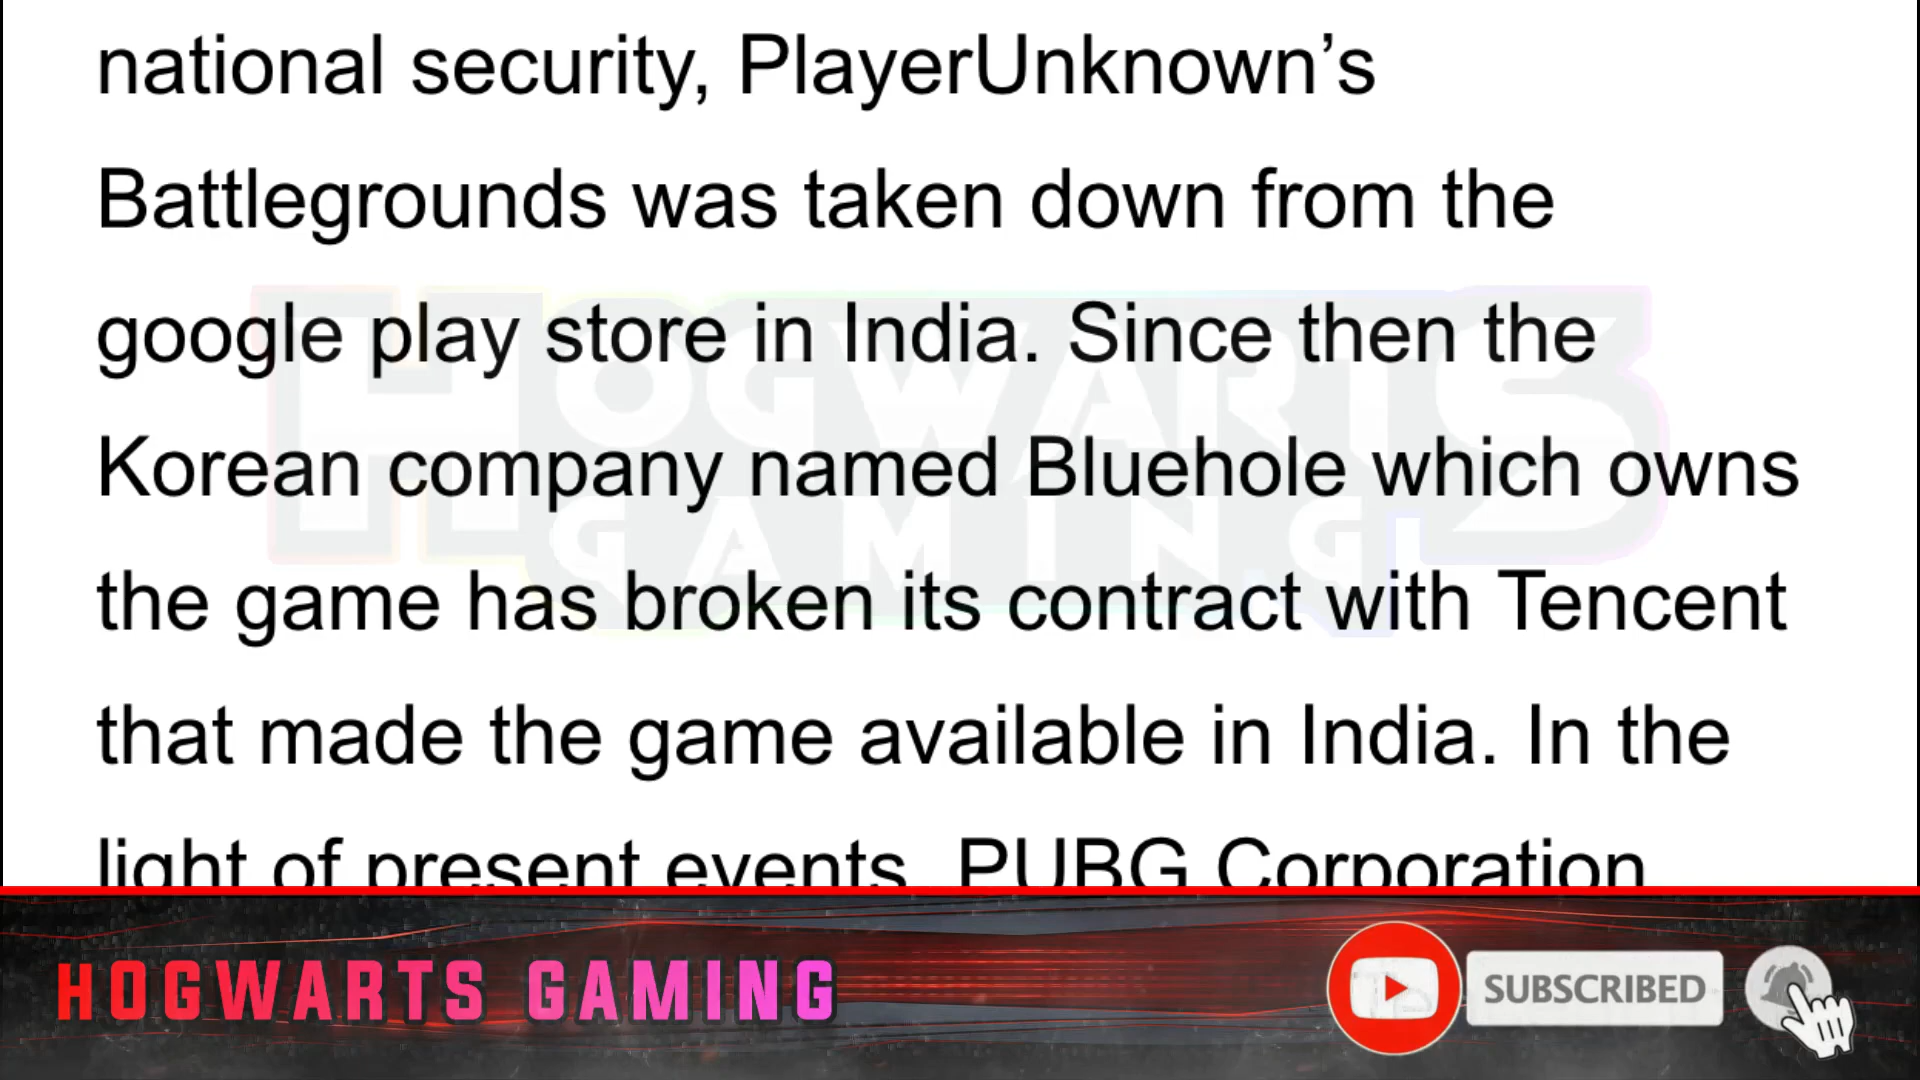 national security, PlayerUnknown’s
Battlegrounds was taken down from the
google play store in India. Since then the
Korean company named Bluehole which owns
the game has broken its contract with Tencent
that made the game available in India. In the
light of present events, PUBG Corporation
HOGWARTS
GAMING
HOGWARTS GAMING
SUBSCRIBED